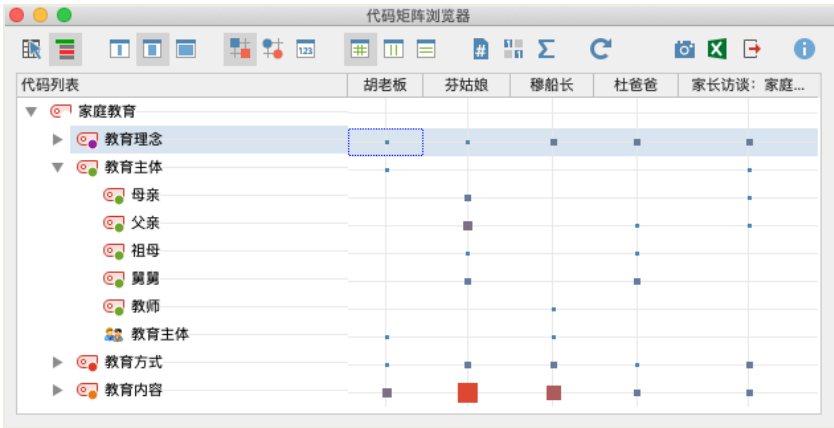 代码矩阵浏览器
123
#
11 11
Σ
X
i
代码列表 胡老板 芬姑娘 穆船长 杜爸爸 家长访谈：家庭...
家庭教育
教育理念
教育主体
母亲
父亲
祖母
舅舅
教师
教育主体
教育方式
教育内容